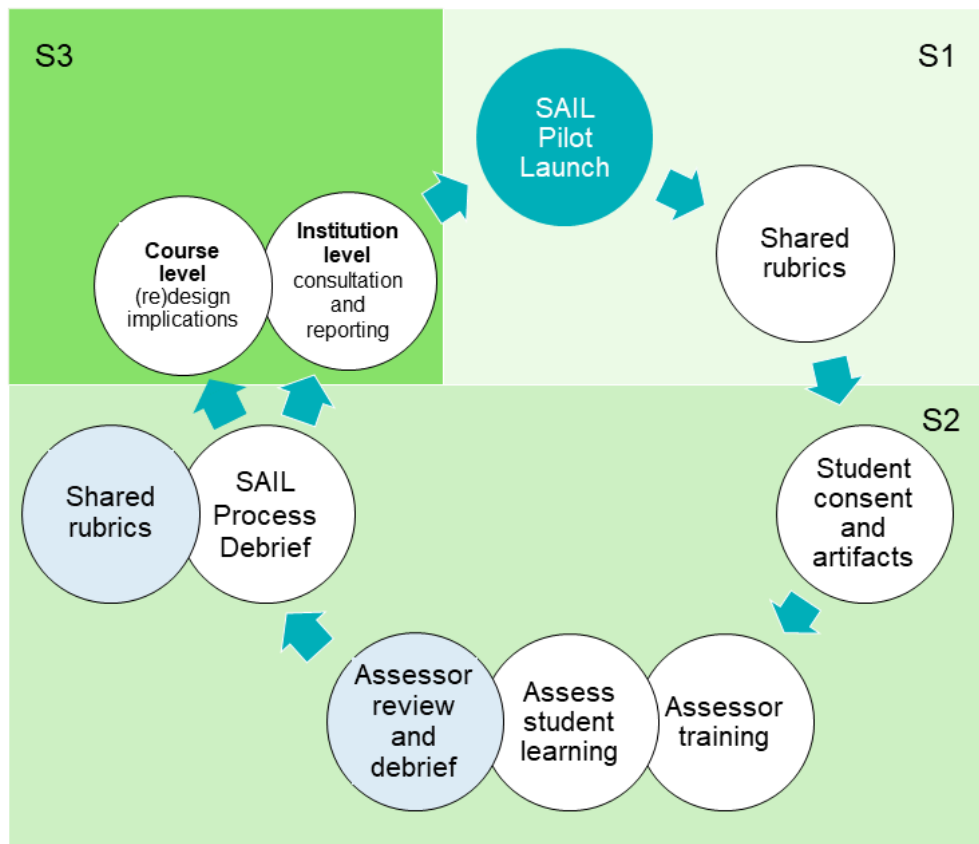 S3
S1
SAIL
Pilot
Launch
Shared
rubrics
Institution
level
consultation
and
reporting
Course
level
(re)design
implications
S2
Student
consent
and
artifacts
Shared
rubrics
SAIL
Process
Debrief
Assessor
review
and
debrief
Assess
student
learning
Assessor
training